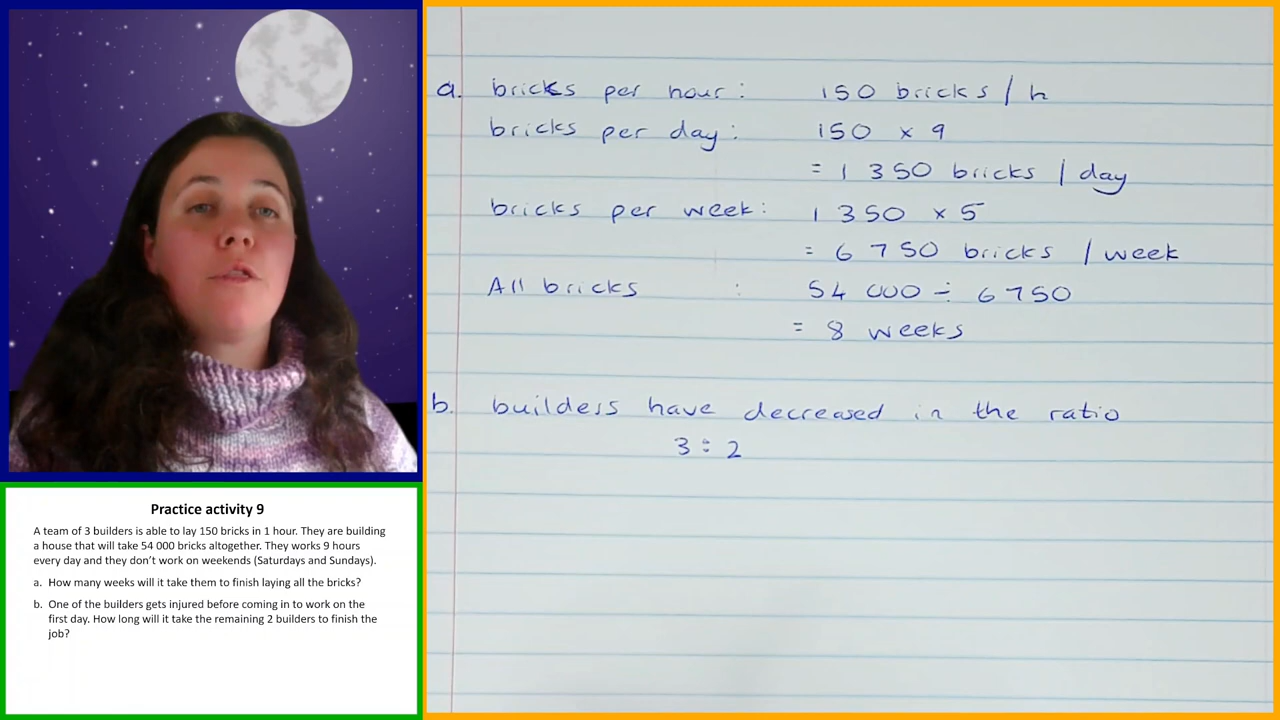 a. bricks per hour: 150 bricks / h
bricks per day: 150 x 9
= 1 350 bricks / day
bricks per week: 1 350 x 5
= 6 750 bricks / week
All bricks : 54 000 ÷ 6 750
= 8 weeks
b. builders have decreased in the ratio
3 : 2
Practice activity 9
A team of 3 builders is able to lay 150 bricks in 1 hour. They are building
a house that will take 54 000 bricks altogether. They works 9 hours
every day and they don't work on weekends (Saturdays and Sundays).
a. How many weeks will it take them to finish laying all the bricks?
b. One of the builders gets injured before coming in to work on the
first day. How long will it take the remaining 2 builders to finish the
job?